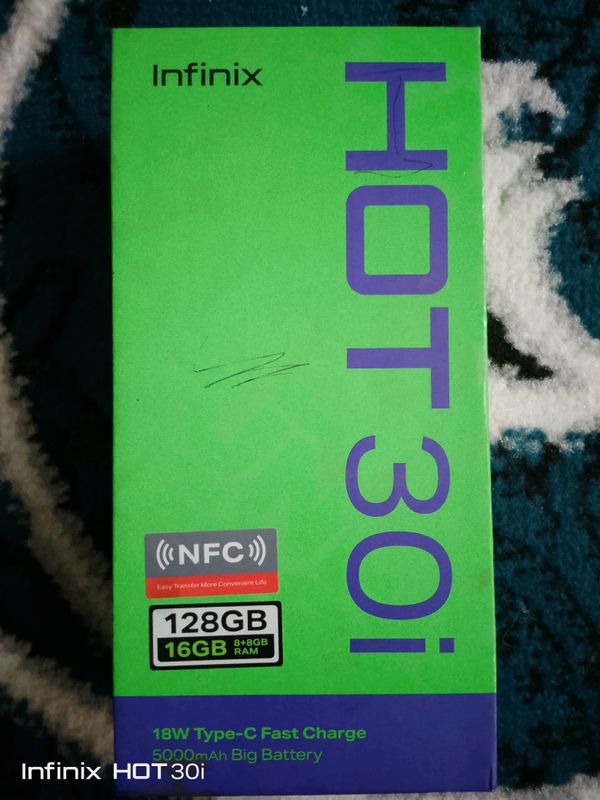 Infinix
HOT 30i
NFC
Easy Transfer More Convenient Life
128GB
16GB 8+8GB RAM
18W Type-C Fast Charge
5000mAh Big Battery
Infinix HOT 30i